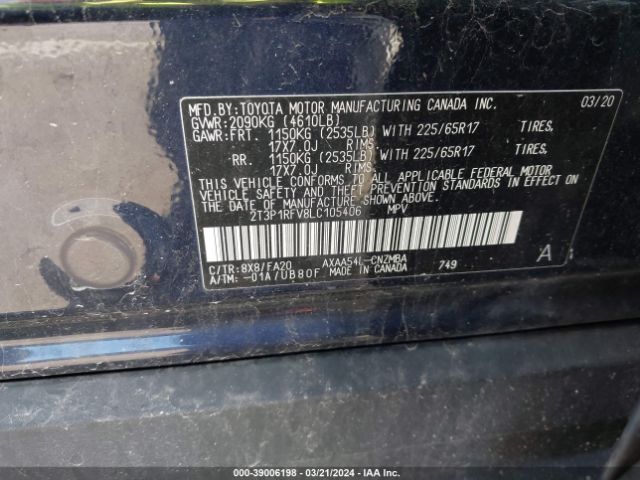 MFD.BY:TOYOTA MOTOR MANUFACTURING CANADA INC. 03/20
GVWR:2090KG (4610LB)
GAWR:FRT. 1150KG (2535LB) WITH 225/65R17 TIRES,
17X7.0J RIMS,
RR. 1150KG (2535LB) WITH 225/65R17 TIRES,
17X7.0J RIMS
THIS VEHICLE CONFORMS TO ALL APPLICABLE FEDERAL MOTOR
VEHICLE SAFETY AND THEFT PREVENTION STANDARDS IN EFFECT
ON THE DATE OF MANUFACTURE SHOWN ABOVE.
2T3P1RFV8LC105406 MPV
C/TR:8X8/FA20 AXAA54L-CNZMBA A
A/TM:-01A/UB80F MADE IN CANADA 749
000-39006198 - 03/21/2024 - IAA Inc.